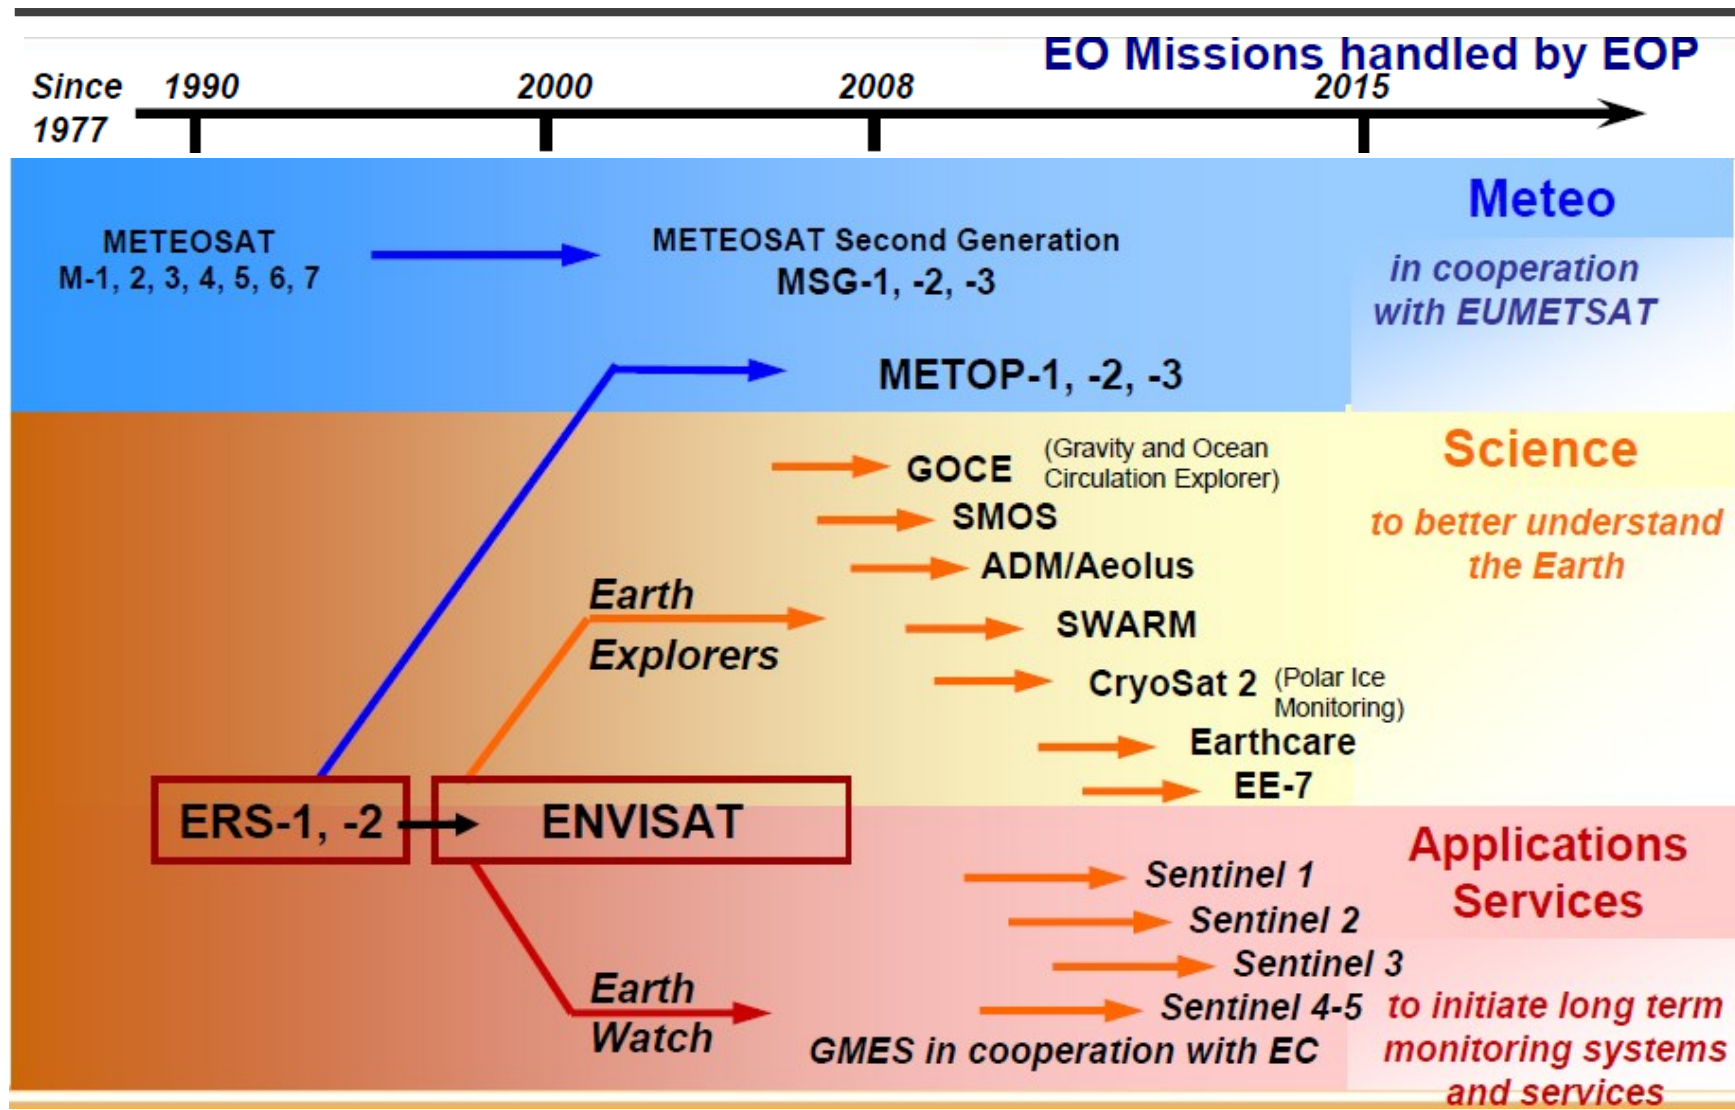 EO Missions handled by EOP
Since 1977
1990
2000
2008
2015
METEOSAT
M-1, 2, 3, 4, 5, 6, 7
METEOSAT Second Generation
MSG-1, -2, -3
METOP-1, -2, -3
Meteo
in cooperation
with EUMETSAT
GOCE
(Gravity and Ocean
Circulation Explorer)
SMOS
ADM/Aeolus
Earth
Explorers
SWARM
CryoSat 2
(Polar Ice
Monitoring)
Earthcare
EE-7
Science
to better understand
the Earth
ERS-1, -2
ENVISAT
Sentinel 1
Sentinel 2
Sentinel 3
Sentinel 4-5
Earth
Watch
GMES in cooperation with EC
Applications
Services
to initiate long term
monitoring systems
and services